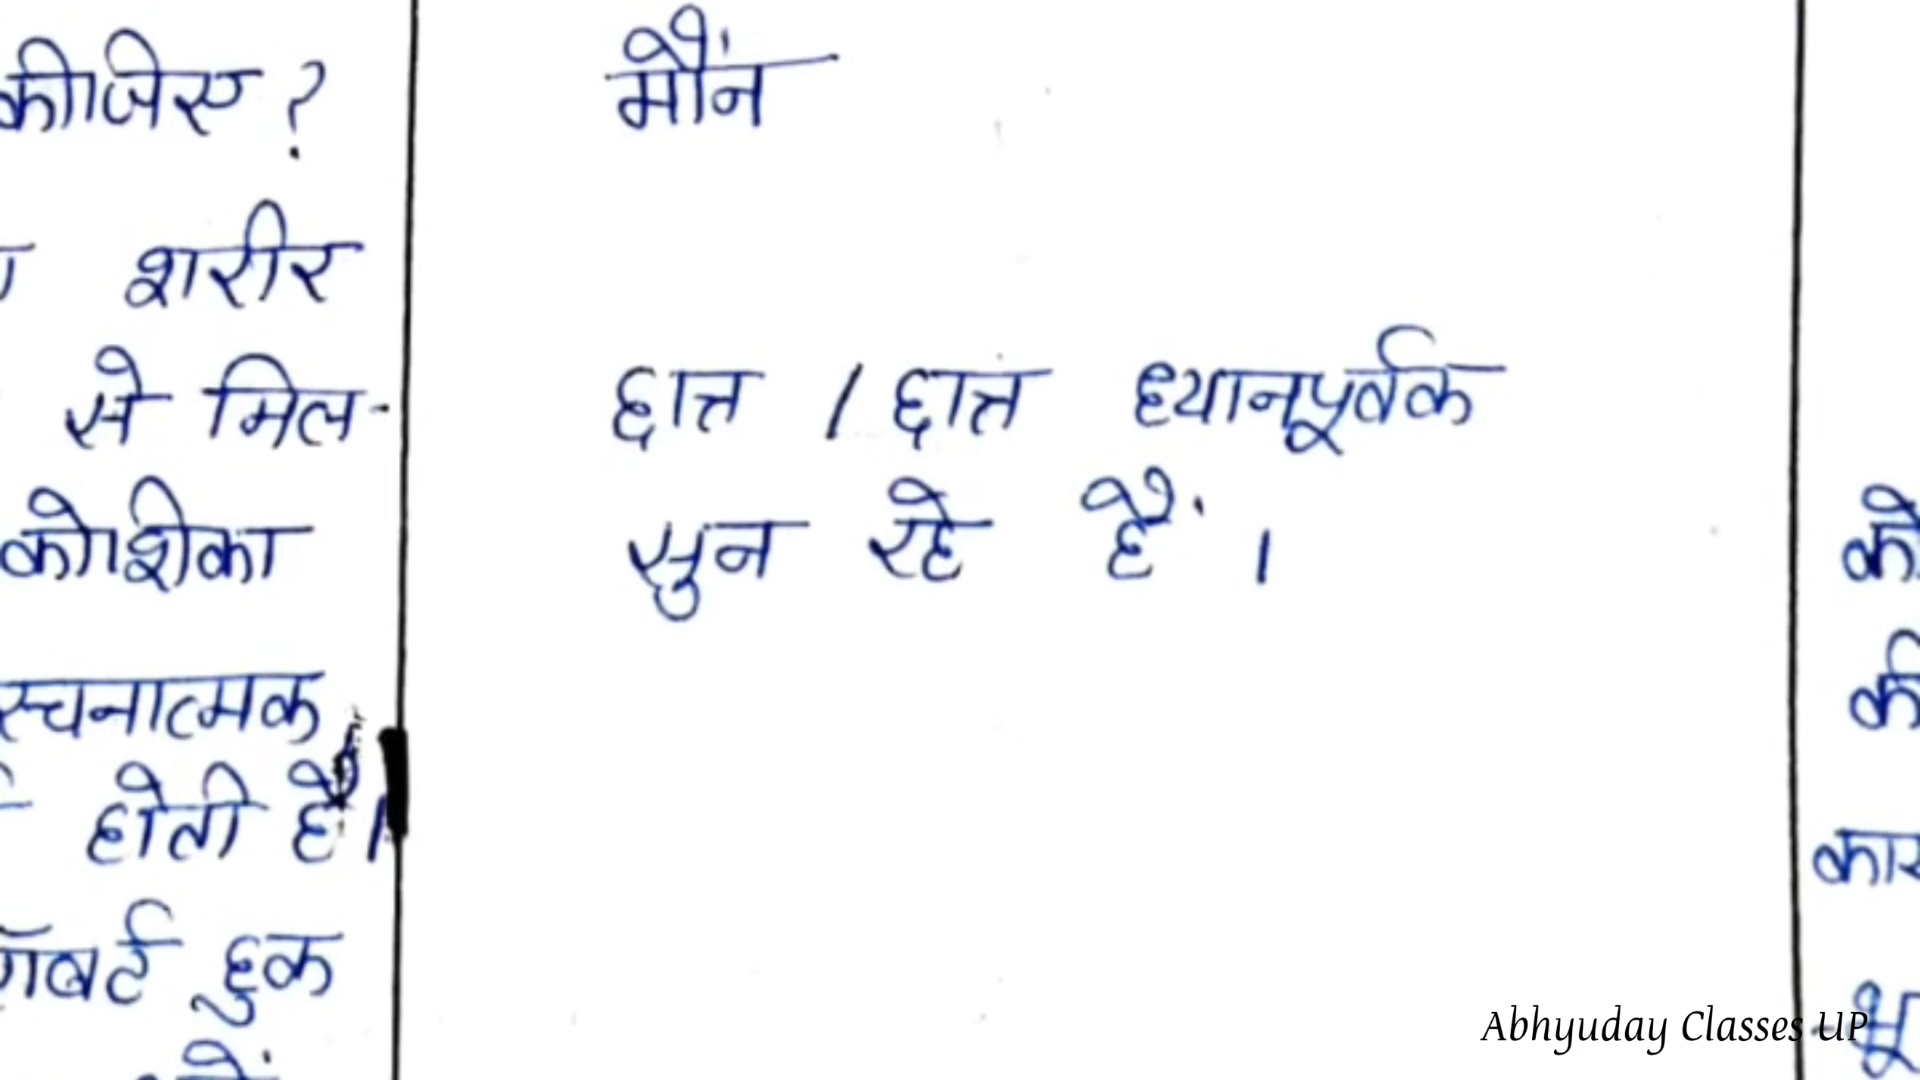 कीजिए?
शरीर
से मिल-
कोशिका
रचनात्मक
होती है।
रॉबर्ट हुक
मौंन
छात्र / छात्र ध्यानपूर्वक
सुन रहे हैं ।
को
की
Abhyuday Classes UP